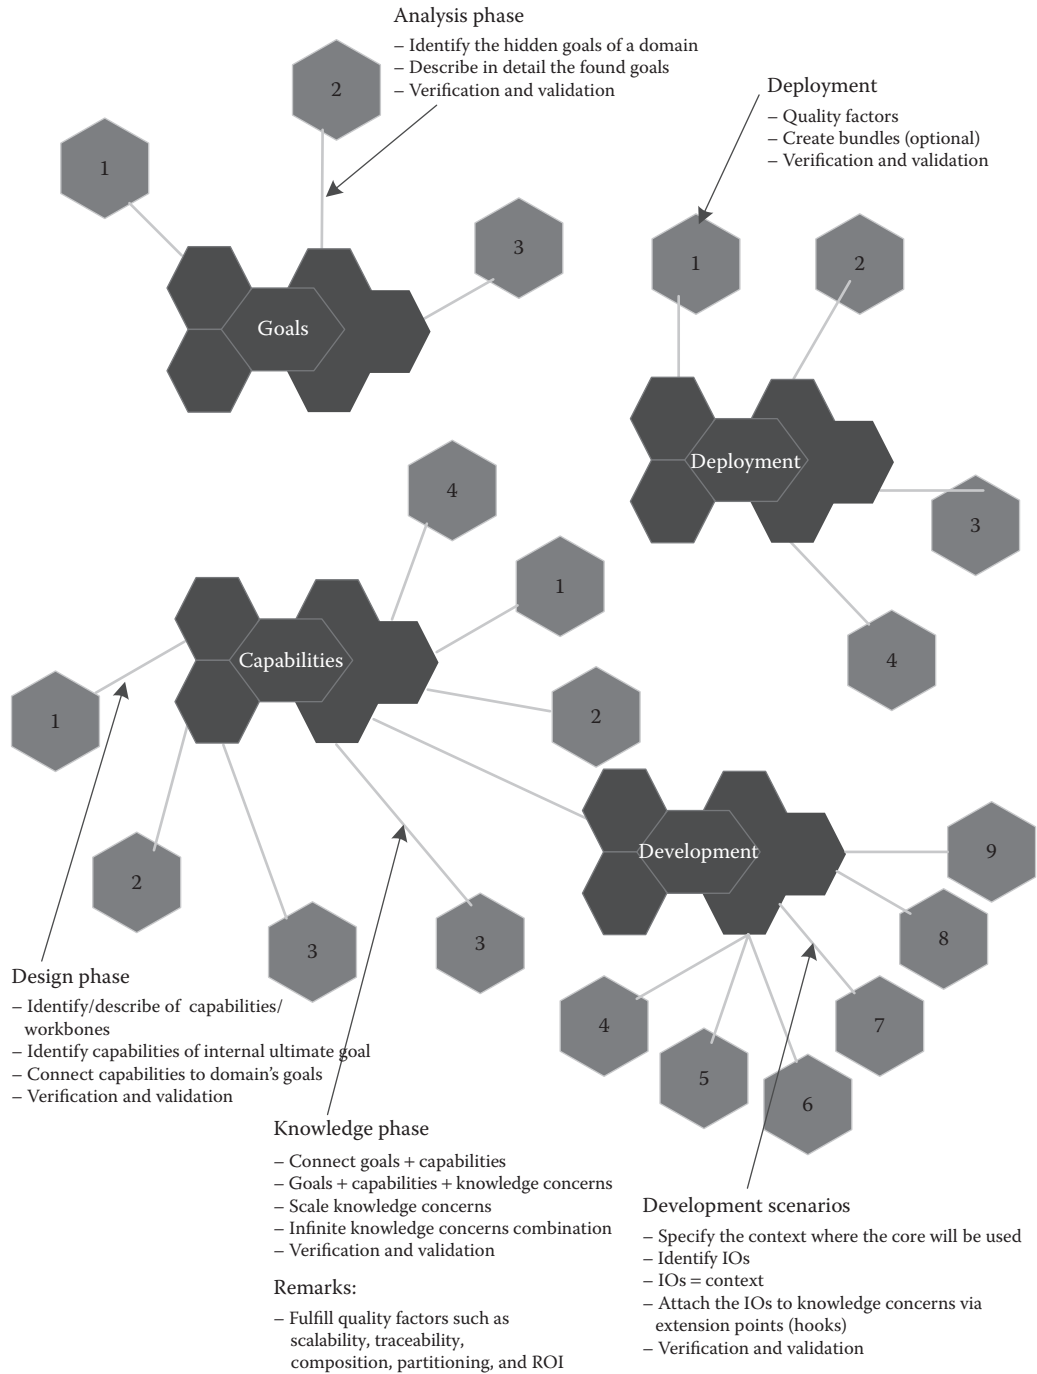 Analysis phase
– Identify the hidden goals of a domain
– Describe in detail the found goals
– Verification and validation
2
1
3
Goals
Deployment
– Quality factors
– Create bundles (optional)
– Verification and validation
1
2
Deployment
3
4
4
1
Capabilities
2
1
2
3
3
Development
9
8
7
4
5
6
Design phase
– Identify/describe of capabilities/
workbones
– Identify capabilities of internal ultimate goal
– Connect capabilities to domain's goals
– Verification and validation
Knowledge phase
– Connect goals + capabilities
– Goals + capabilities + knowledge concerns
– Scale knowledge concerns
– Infinite knowledge concerns combination
– Verification and validation
Remarks:
– Fulfill quality factors such as
scalability, traceability,
composition, partitioning, and ROI
Development scenarios
– Specify the context where the core will be used
– Identify IOs
– IOs = context
– Attach the IOs to knowledge concerns via
extension points (hooks)
– Verification and validation